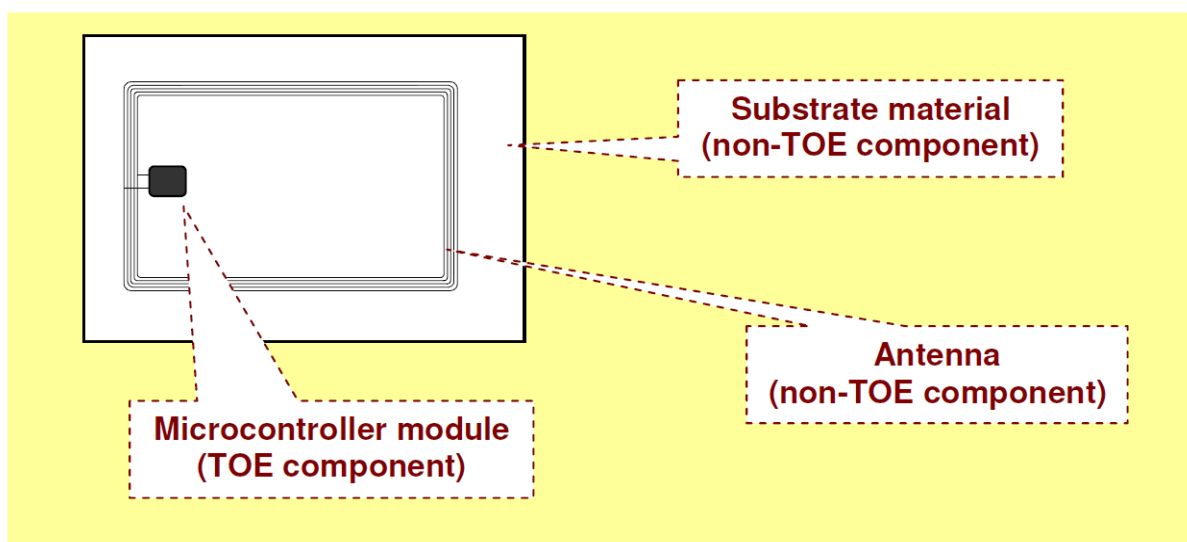 Substrate material
(non-TOE component)
Antenna
(non-TOE component)
Microcontroller module
(TOE component)